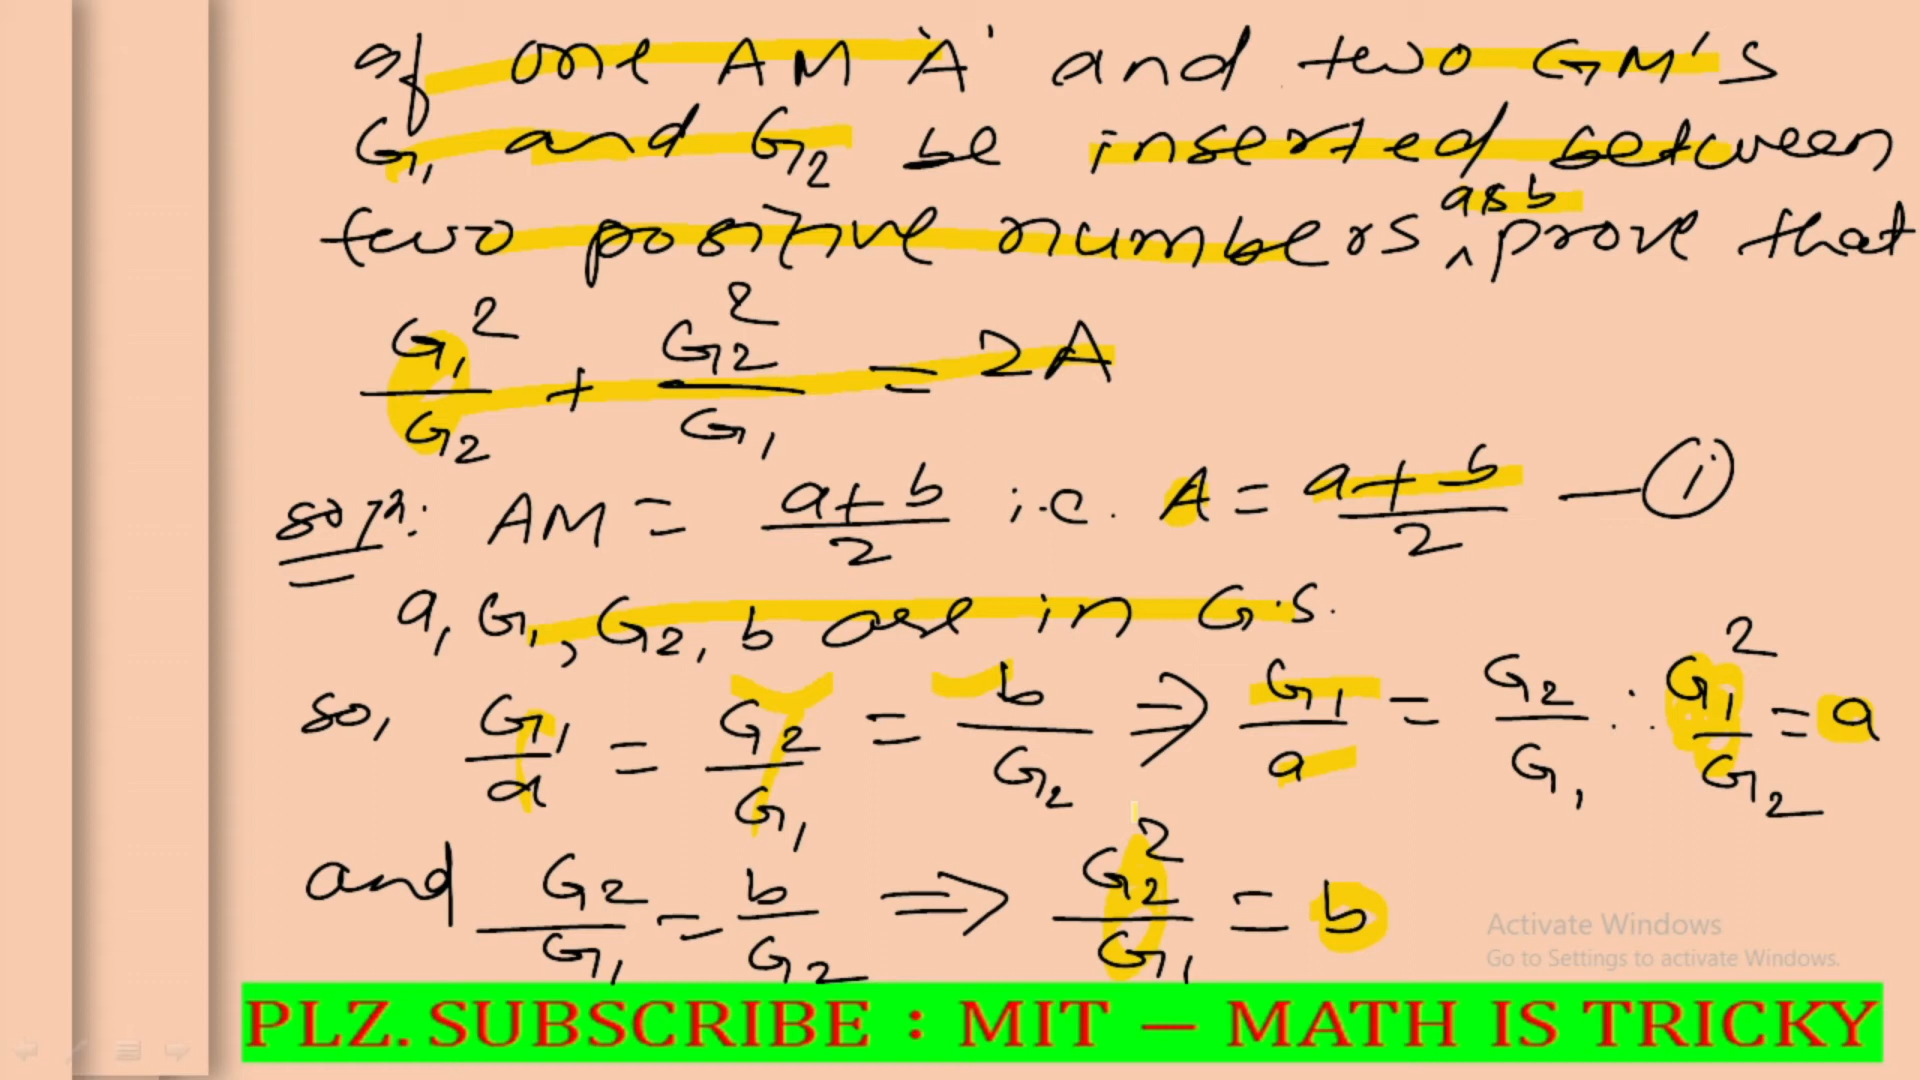 of one AM 'A' and two GM's
G₁ and G₂ be inserted between
two positive numbers ^ a & b prove that
G₁²/G₂ + G₂²/G₁ = 2A
soln: AM = (a+b)/2 i.e. A = (a+b)/2 — (i)
a, G₁, G₂, b are in G.S.
so, G₁/a = G₂/G₁ = b/G₂ ⇒ G₁/a = G₂/G₁ ∴ G₁²/G₂ = a
and G₂/G₁ = b/G₂ ⇒ G₂²/G₁ = b
Activate Windows
Go to Settings to activate Windows.
PLZ. SUBSCRIBE : MIT – MATH IS TRICKY